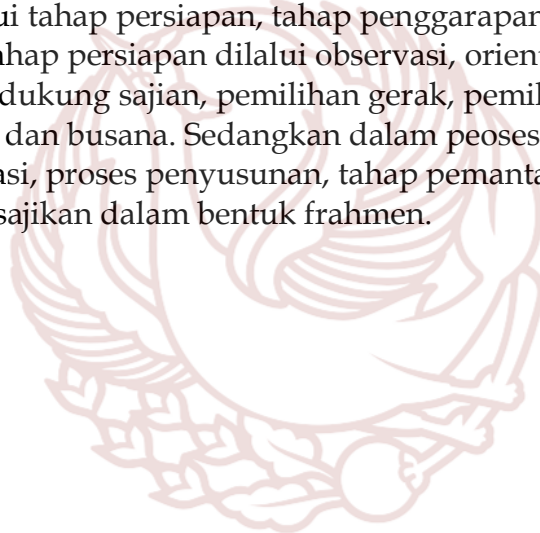 ui tahap persiapan, tahap penggarapan
ahap persiapan dilalui observasi, orient
dukung sajian, pemilihan gerak, pemil
dan busana. Sedangkan dalam peoses
asi, proses penyusunan, tahap pemanta
sajikan dalam bentuk frahmen.